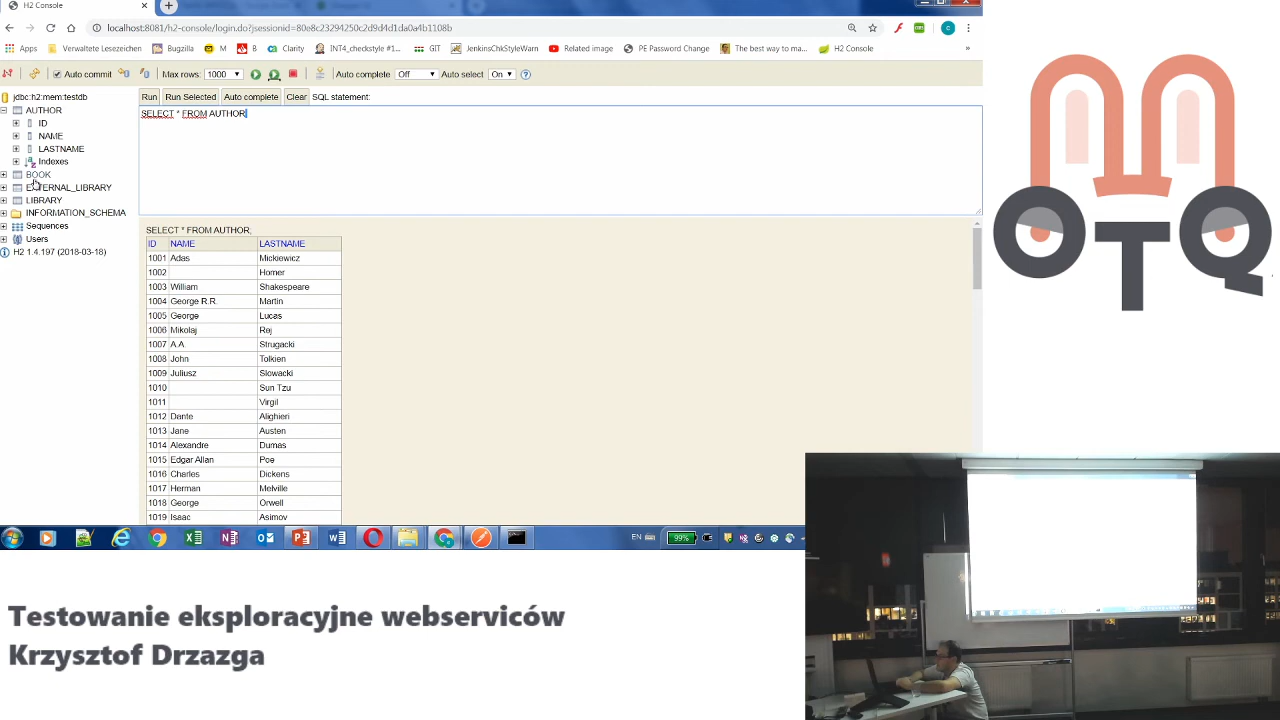 H2 Console
localhost:8081/h2-console/login.do?jsessionid=80e8c23294250c2d9d4d1da0a4b1108b
Apps Verwaltete Lesezeichen Bugzilla M B Clarity INT4_checkstyle #1... GIT JenkinsChkStyleWarn Related image PE Password Change The best way to ma... H2 Console »
Auto commit Max rows: 1000 Auto complete Off Auto select On
jdbc:h2:mem:testdb
AUTHOR
ID
NAME
LASTNAME
Indexes
BOOK
EXTERNAL_LIBRARY
LIBRARY
INFORMATION_SCHEMA
Sequences
Users
H2 1.4.197 (2018-03-18)
Run Run Selected Auto complete Clear SQL statement:
SELECT * FROM AUTHOR
SELECT * FROM AUTHOR;
ID NAME LASTNAME
1001 Adas Mickiewicz
1002 Homer
1003 William Shakespeare
1004 George R.R. Martin
1005 George Lucas
1006 Mikolaj Rej
1007 A.A. Strugacki
1008 John Tolkien
1009 Juliusz Slowacki
1010 Sun Tzu
1011 Virgil
1012 Dante Alighieri
1013 Jane Austen
1014 Alexandre Dumas
1015 Edgar Allan Poe
1016 Charles Dickens
1017 Herman Melville
1018 George Orwell
1019 Isaac Asimov
EN 99%
OTQ
Testowanie eksploracyjne webserviców
Krzysztof Drzazga